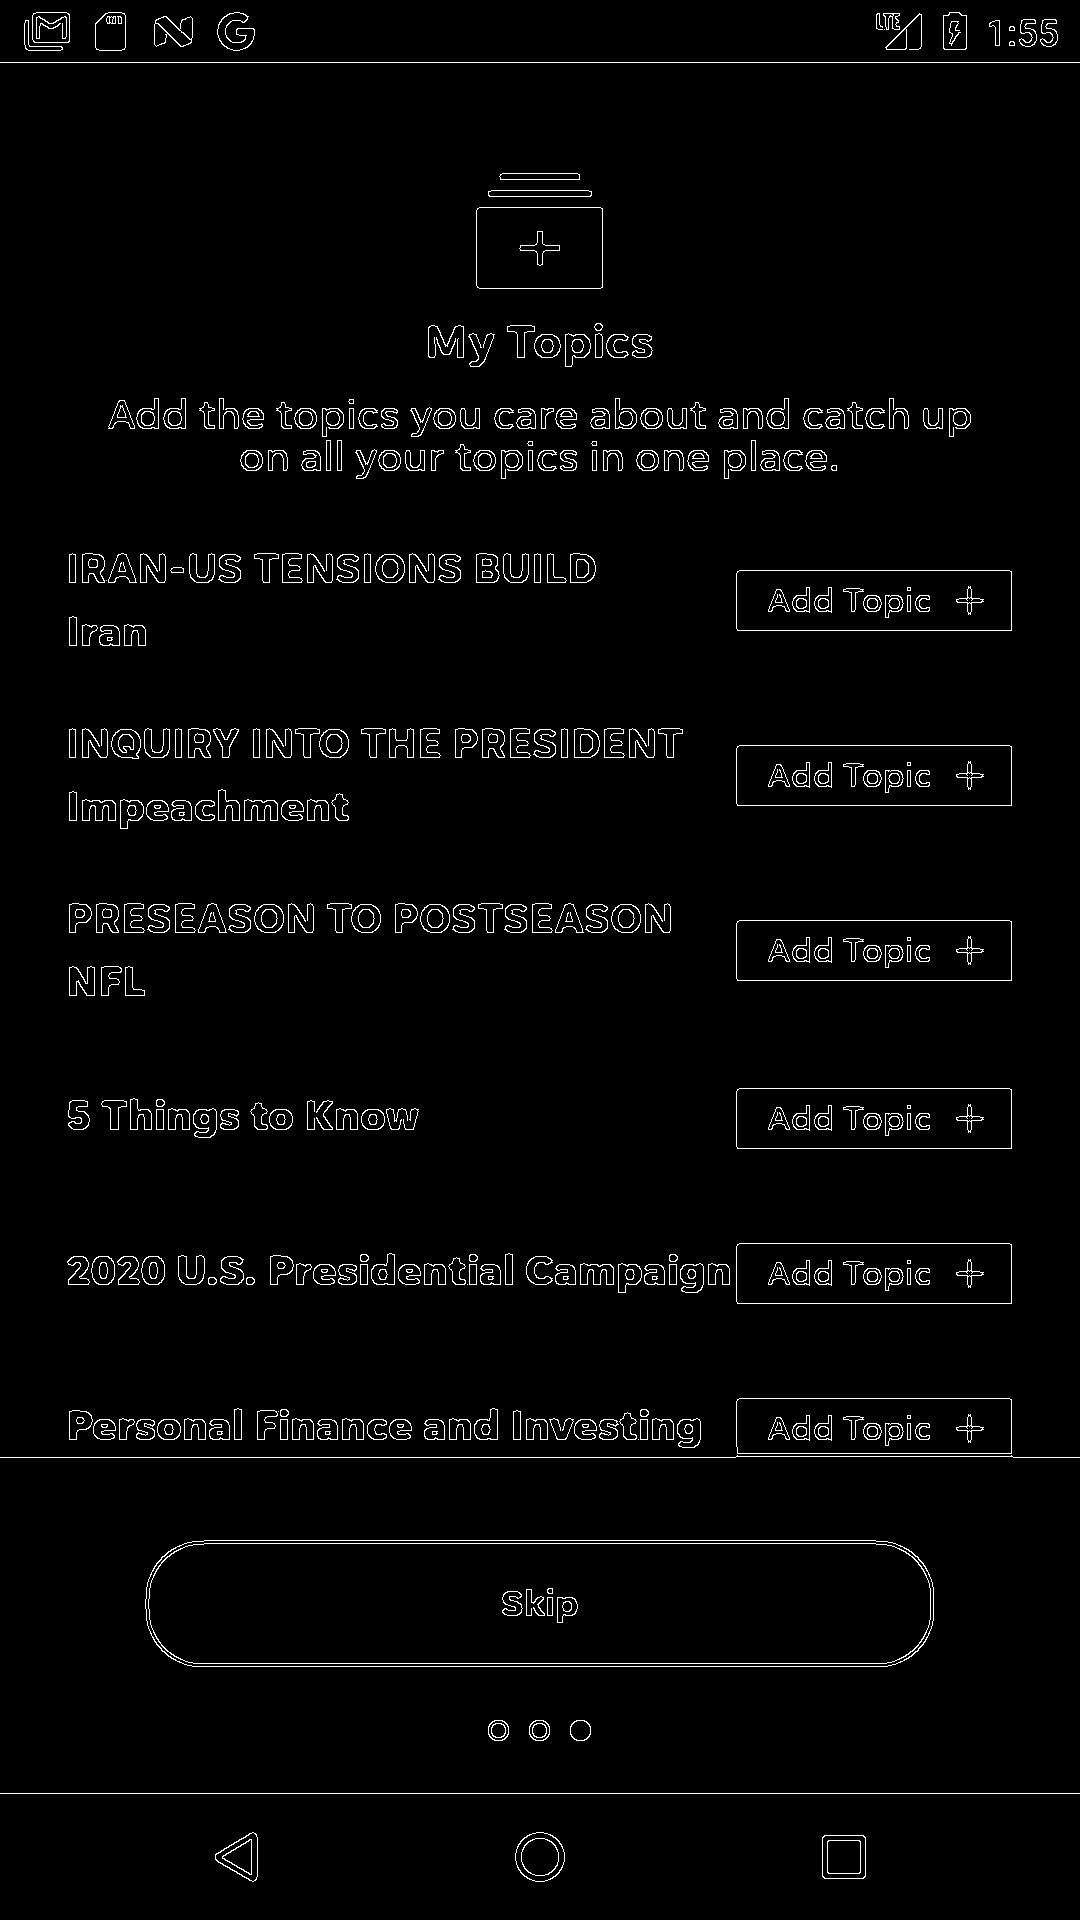 LTE 1:55
My Topics
Add the topics you care about and catch up
on all your topics in one place.
IRAN-US TENSIONS BUILD
Iran
Add Topic
INQUIRY INTO THE PRESIDENT
Impeachment
Add Topic
PRESEASON TO POSTSEASON
NFL
Add Topic
5 Things to Know
Add Topic
2020 U.S. Presidential Campaign
Add Topic
Personal Finance and Investing
Add Topic
Skip